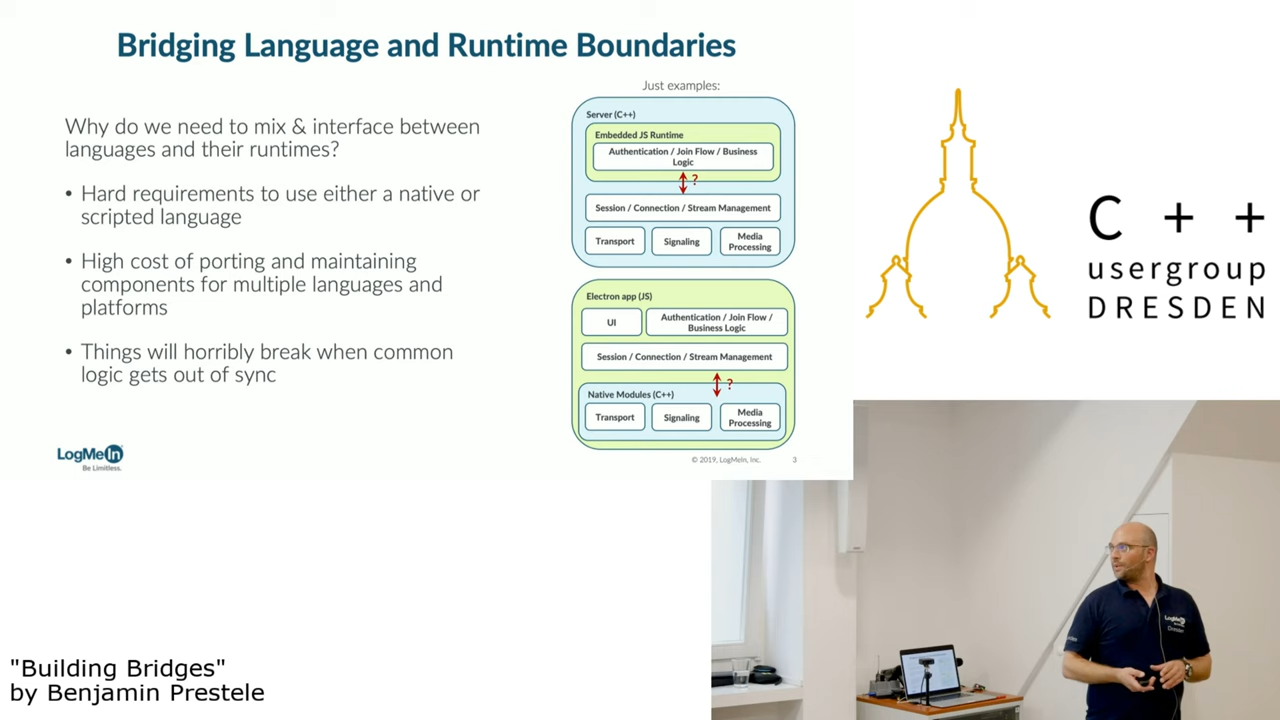 Bridging Language and Runtime Boundaries
Why do we need to mix & interface between
languages and their runtimes?
• Hard requirements to use either a native or
scripted language
• High cost of porting and maintaining
components for multiple languages and
platforms
• Things will horribly break when common
logic gets out of sync
Just examples:
Server (C++)
Embedded JS Runtime
Authentication / Join Flow / Business
Logic
?
Session / Connection / Stream Management
Transport
Signaling
Media
Processing
Electron app (JS)
UI
Authentication / Join Flow /
Business Logic
Session / Connection / Stream Management
?
Native Modules (C++)
Transport
Signaling
Media
Processing
LogMeIn
Be Limitless.
© 2019, LogMeIn, Inc.
3
C + +
usergroup
DRESDEN
LogMeIn
Dresden
"Building Bridges"
by Benjamin Prestele